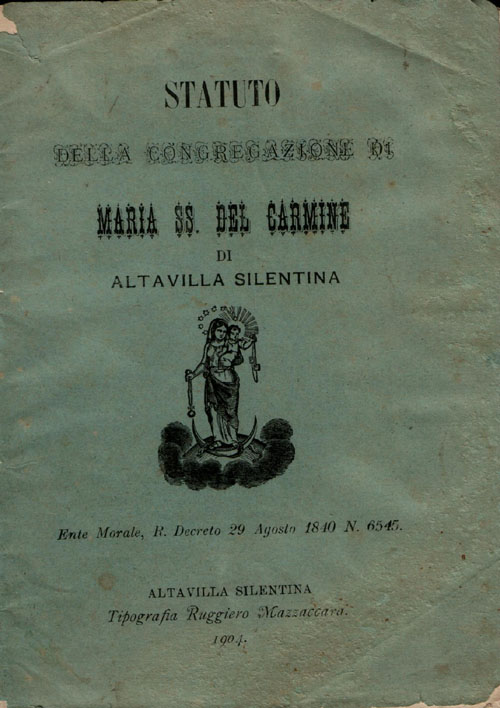 STATUTO
DELLA CONGREGAZIONE DI
MARIA SS. DEL CARMINE
DI
ALTAVILLA SILENTINA
Ente Morale, R. Decreto 29 Agosto 1840 N. 6545.
ALTAVILLA SILENTINA
Tipografia Ruggiero Mazzaccara.
1904.